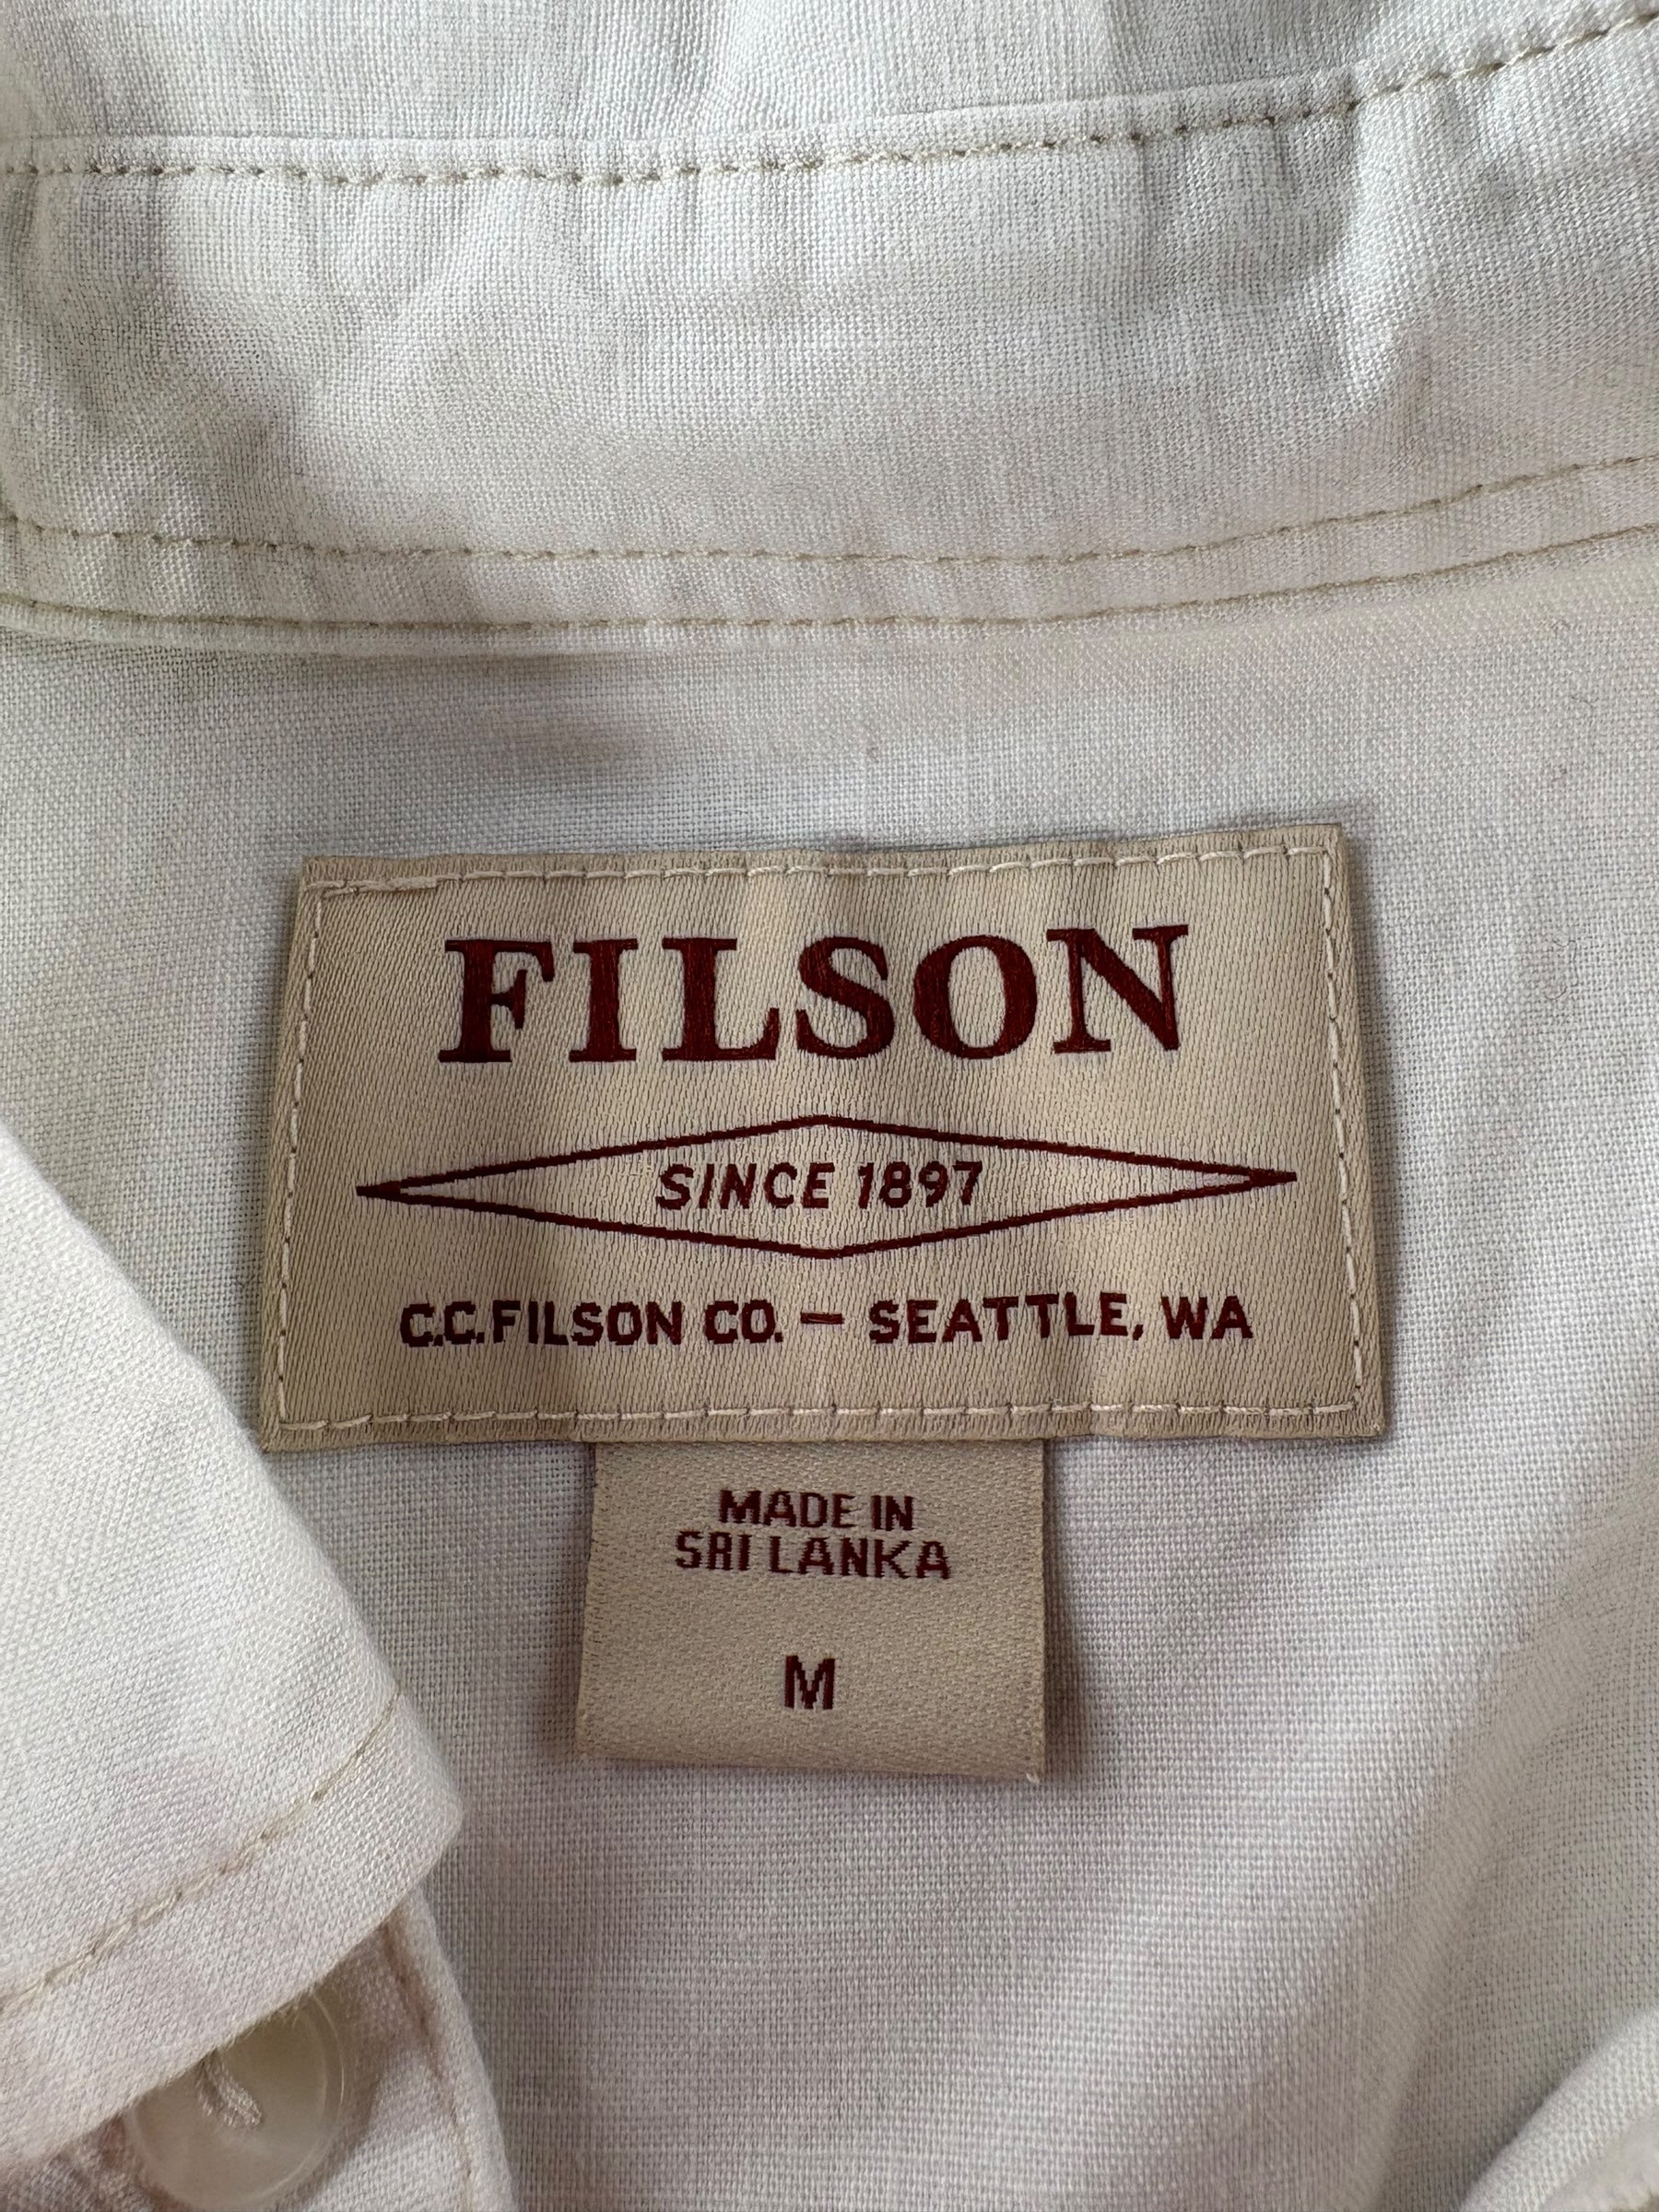 FILSON
SINCE 1897
C.C.FILSON CO. — SEATTLE, WA
MADE IN
SRI LANKA
M